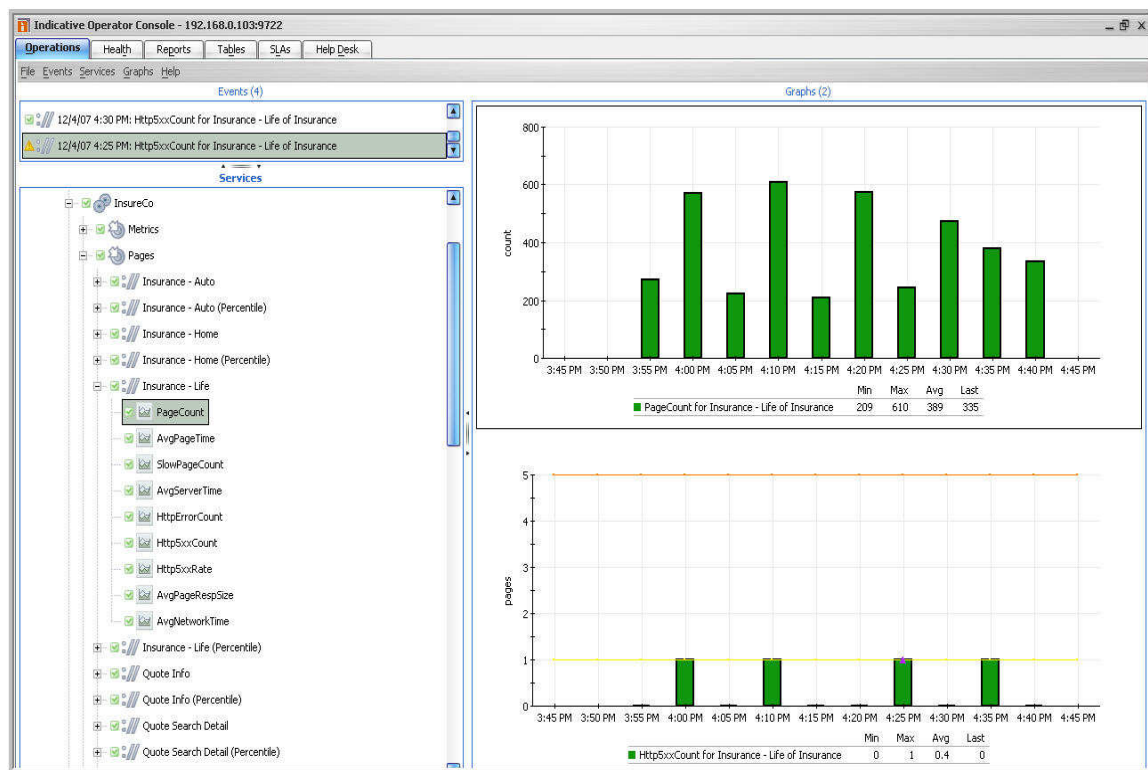 Indicative Operator Console - 192.168.0.103:9722
Operations Health Reports Tables SLAs Help Desk
File Events Services Graphs Help
Events (4)
12/4/07 4:30 PM: Http5xxCount for Insurance - Life of Insurance
12/4/07 4:25 PM: Http5xxCount for Insurance - Life of Insurance
Services
InsureCo
Metrics
Pages
Insurance - Auto
Insurance - Auto (Percentile)
Insurance - Home
Insurance - Home (Percentile)
Insurance - Life
PageCount
AvgPageTime
SlowPageCount
AvgServerTime
HttpErrorCount
Http5xxCount
Http5xxRate
AvgPageRespSize
AvgNetworkTime
Insurance - Life (Percentile)
Quote Info
Quote Info (Percentile)
Quote Search Detail
Quote Search Detail (Percentile)
Graphs (2)
800
600
400
200
0
count
3:45 PM 3:50 PM 3:55 PM 4:00 PM 4:05 PM 4:10 PM 4:15 PM 4:20 PM 4:25 PM 4:30 PM 4:35 PM 4:40 PM 4:45 PM
Min Max Avg Last
PageCount for Insurance - Life of Insurance 209 610 389 335
5
4
3
2
1
0
pages
3:45 PM 3:50 PM 3:55 PM 4:00 PM 4:05 PM 4:10 PM 4:15 PM 4:20 PM 4:25 PM 4:30 PM 4:35 PM 4:40 PM 4:45 PM
Min Max Avg Last
Http5xxCount for Insurance - Life of Insurance 0 1 0.4 0